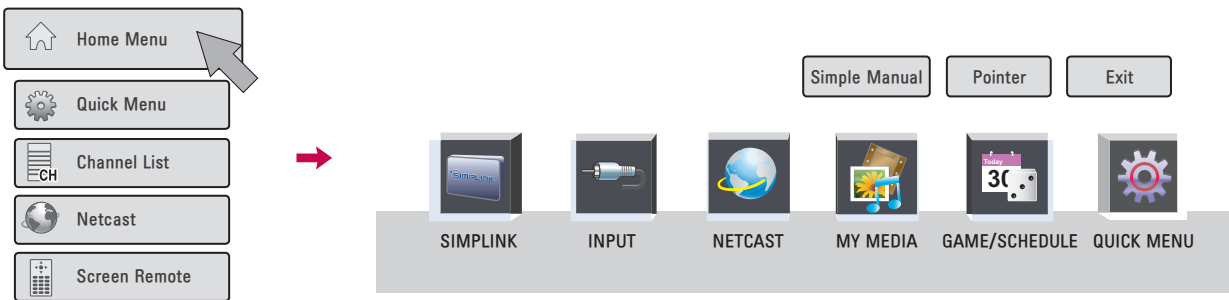 Home Menu
Quick Menu
CH
Channel List
Netcast
Screen Remote
Simple Manual
Pointer
Exit
SIMPLINK
Today
30
SIMPLINK
INPUT
NETCAST
MY MEDIA
GAME/SCHEDULE
QUICK MENU